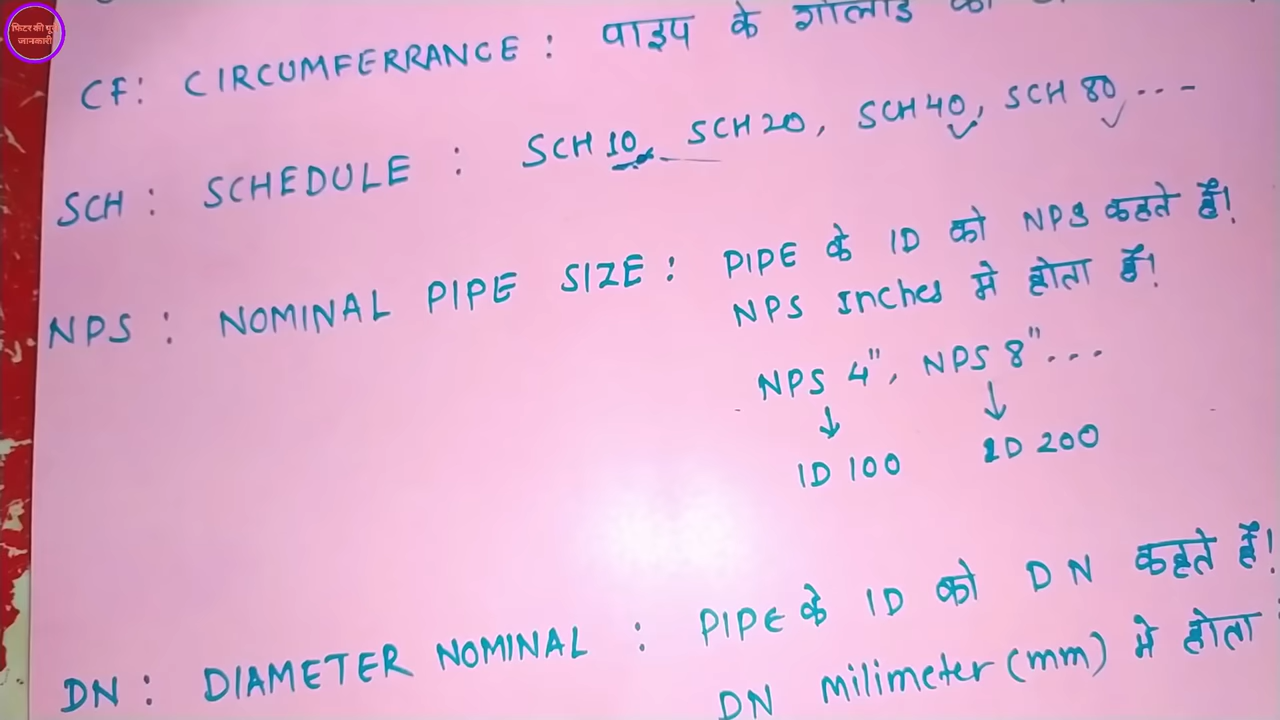 फिटर की पूरी
जानकारी
CF: CIRCUMFERRANCE : पाइप के गोलाई को
SCH : SCHEDULE : SCH 10, SCH 20, SCH 40, SCH 80 ...
NPS : NOMINAL PIPE SIZE : PIPE के ID को NPS कहते हैं!
NPS Inches मे होता हैं!
NPS 4", NPS 8" ...
ID 100 ID 200
DN : DIAMETER NOMINAL : PIPE के ID को DN कहते हैं!
DN milimeter (mm) मे होता